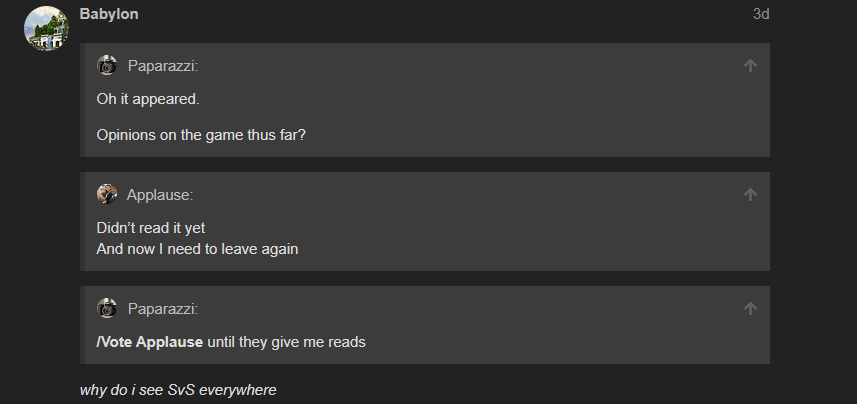 Babylon 3d
Paparazzi:
Oh it appeared.
Opinions on the game thus far?
Applause:
Didn’t read it yet
And now I need to leave again
Paparazzi:
/Vote Applause until they give me reads
why do i see SvS everywhere